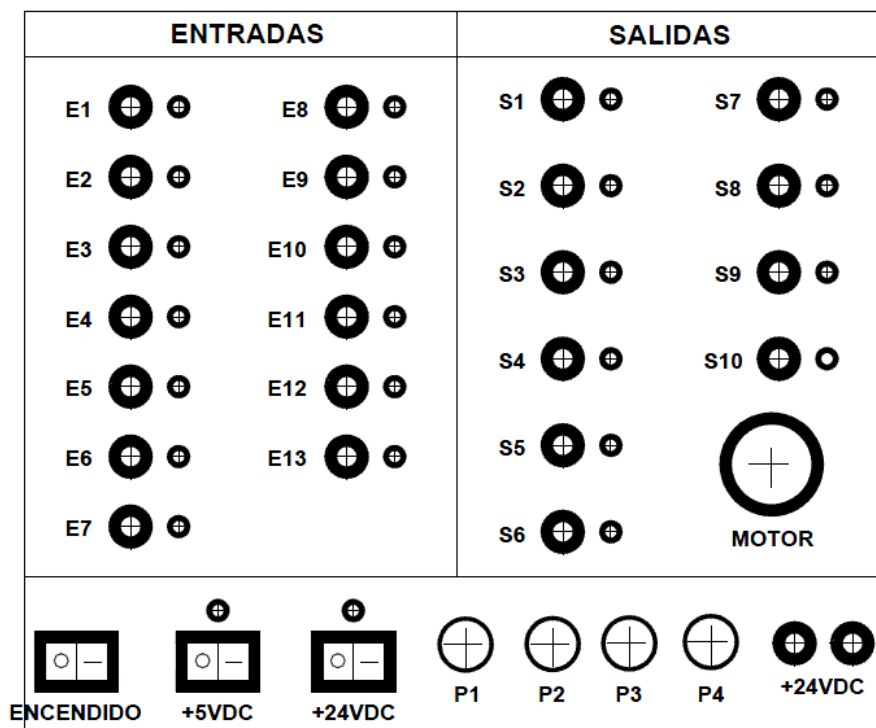 ENTRADAS
SALIDAS
E1
E2
E3
E4
E5
E6
E7
E8
E9
E10
E11
E12
E13
S1
S2
S3
S4
S5
S6
S7
S8
S9
S10
MOTOR
ENCENDIDO
+5VDC
+24VDC
P1
P2
P3
P4
+24VDC